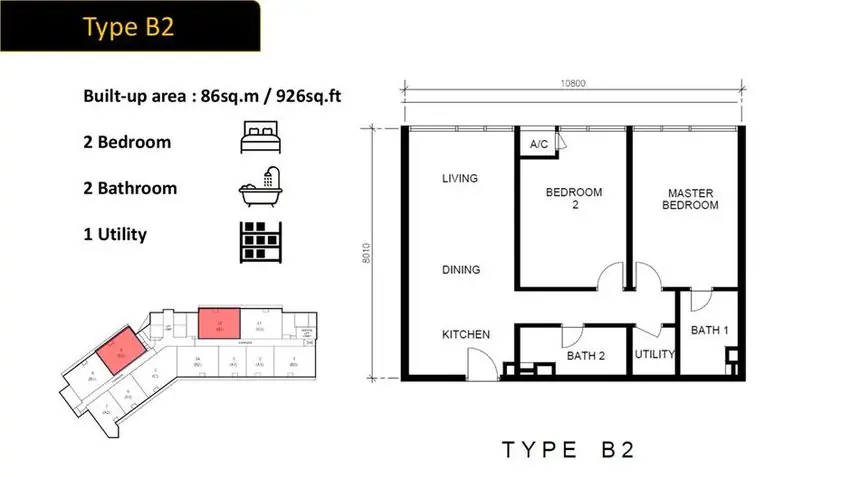 Type B2
Built-up area : 86sq.m / 926sq.ft
2 Bedroom
2 Bathroom
1 Utility
10800
8010
A/C
LIVING
BEDROOM
2
MASTER
BEDROOM
DINING
KITCHEN
BATH 1
BATH 2
UTILITY
TYPE B2